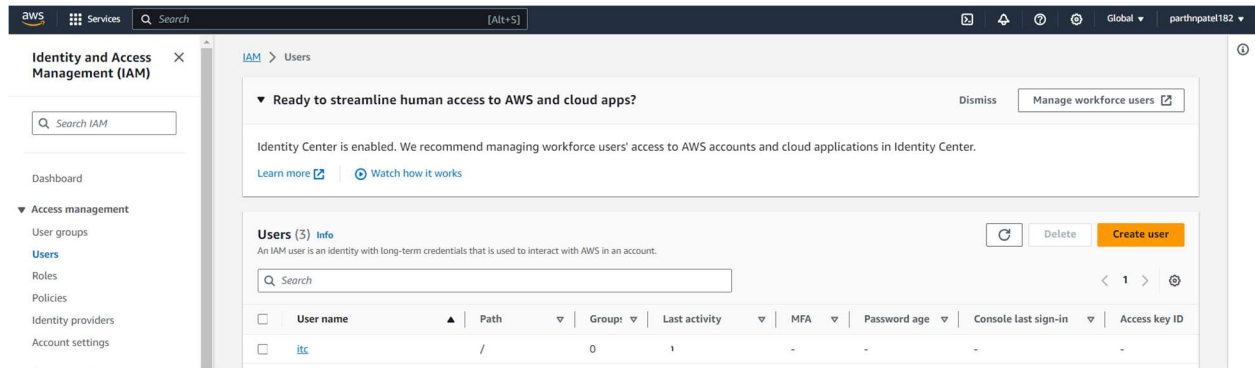 aws Services Search [Alt+S] Global parthnpatel182
Identity and Access Management (IAM)
Search IAM
Dashboard
Access management
User groups
Users
Roles
Policies
Identity providers
Account settings
IAM > Users
Ready to streamline human access to AWS and cloud apps? Dismiss Manage workforce users
Identity Center is enabled. We recommend managing workforce users' access to AWS accounts and cloud applications in Identity Center.
Learn more Watch how it works
Users (3) Info Delete Create user
An IAM user is an identity with long-term credentials that is used to interact with AWS in an account.
Search < 1 >
User name Path Groups Last activity MFA Password age Console last sign-in Access key ID
itc / 0 - - - -